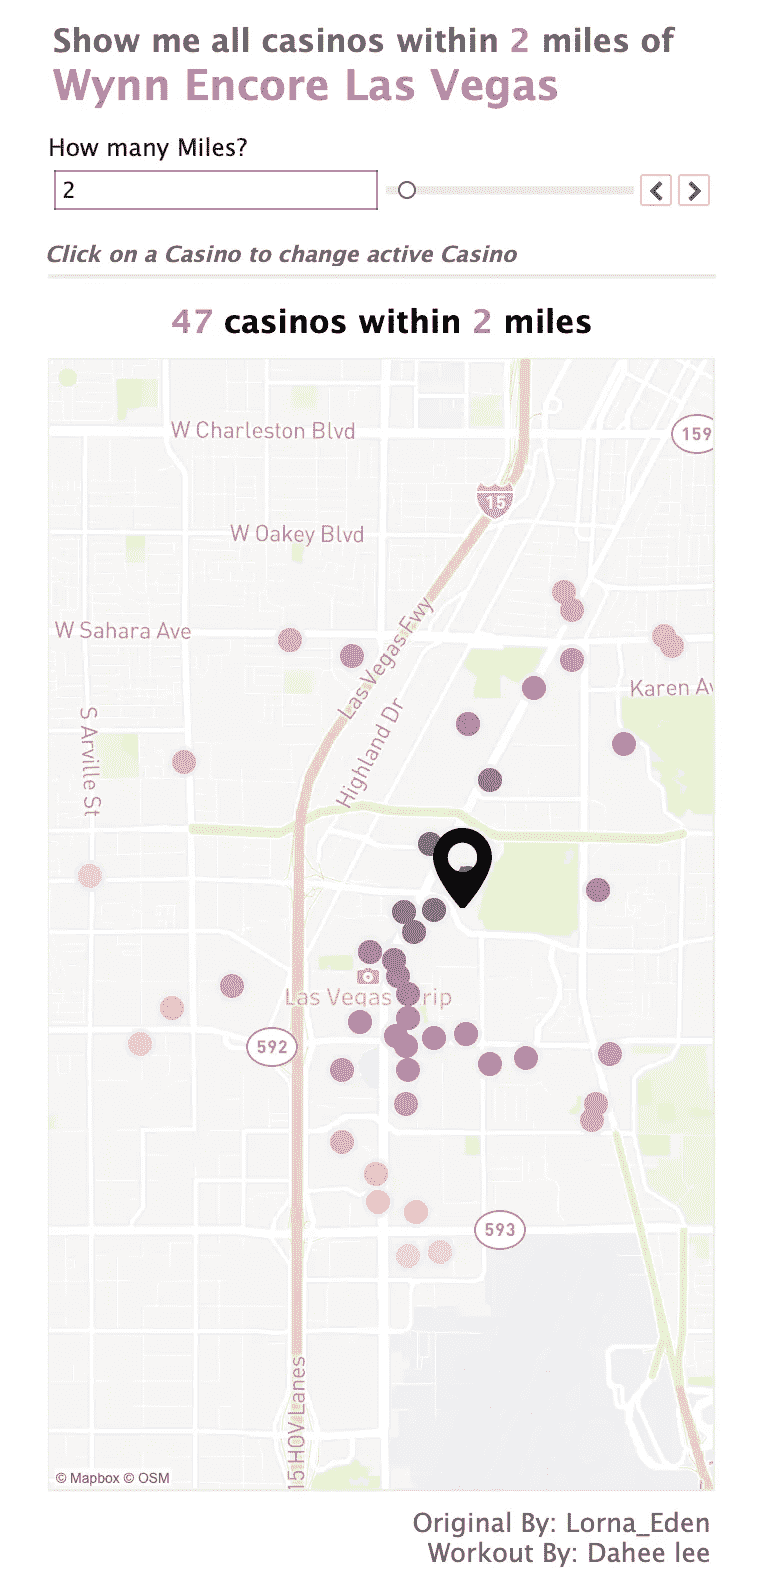 Show me all casinos within 2 miles of
Wynn Encore Las Vegas
How many Miles?
2
Click on a Casino to change active Casino
47 casinos within 2 miles
W Charleston Blvd
159
15
W Oakey Blvd
W Sahara Ave
Las Vegas Fwy
Karen Av
S Arville St
Highland Dr
Las Vegas rip
592
593
15 HOV Lanes
© Mapbox © OSM
Original By: Lorna_Eden
Workout By: Dahee lee